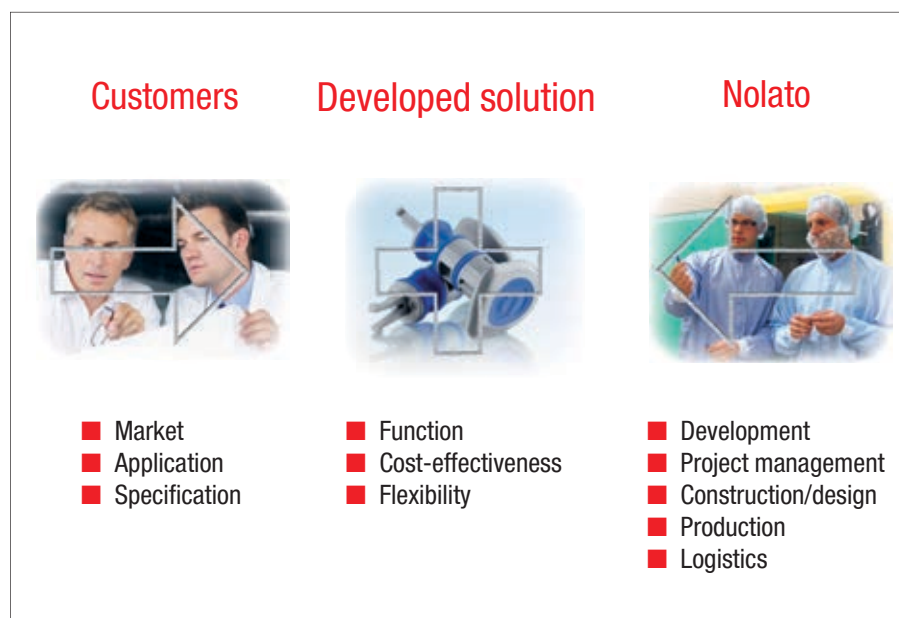 Customers
Developed solution
Nolato
Market
Application
Specification
Function
Cost-effectiveness
Flexibility
Development
Project management
Construction/design
Production
Logistics